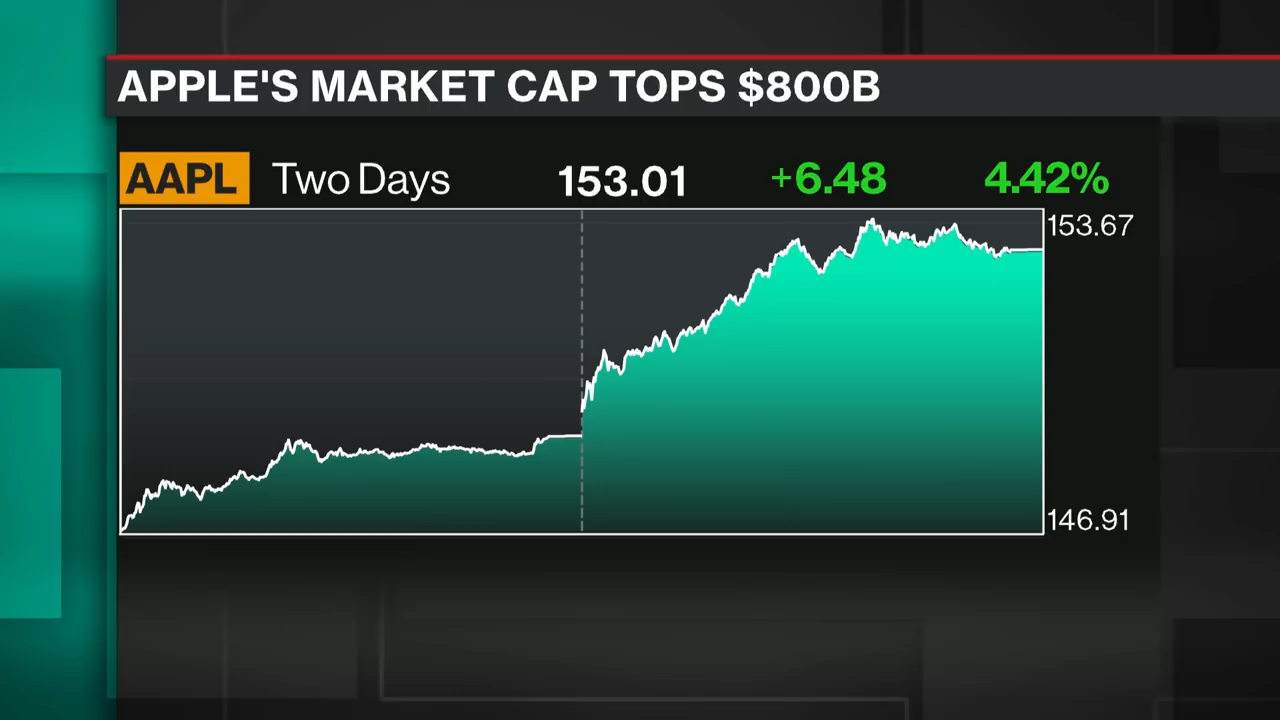 APPLE'S MARKET CAP TOPS $800B
AAPL Two Days 153.01 +6.48 4.42%
153.67
146.91